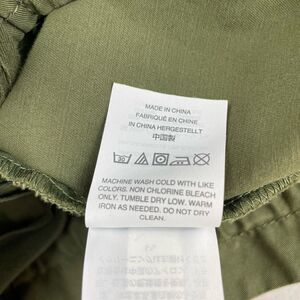 MADE IN CHINA
FABRIQUÉ EN CHINE
IN CHINA HERGESTELLT
中国製
30
MACHINE WASH COLD WITH LIKE
COLORS. NON CHLORINE BLEACH
ONLY. TUMBLE DRY LOW. WARM
IRON AS NEEDED. DO NOT DRY
CLEAN.